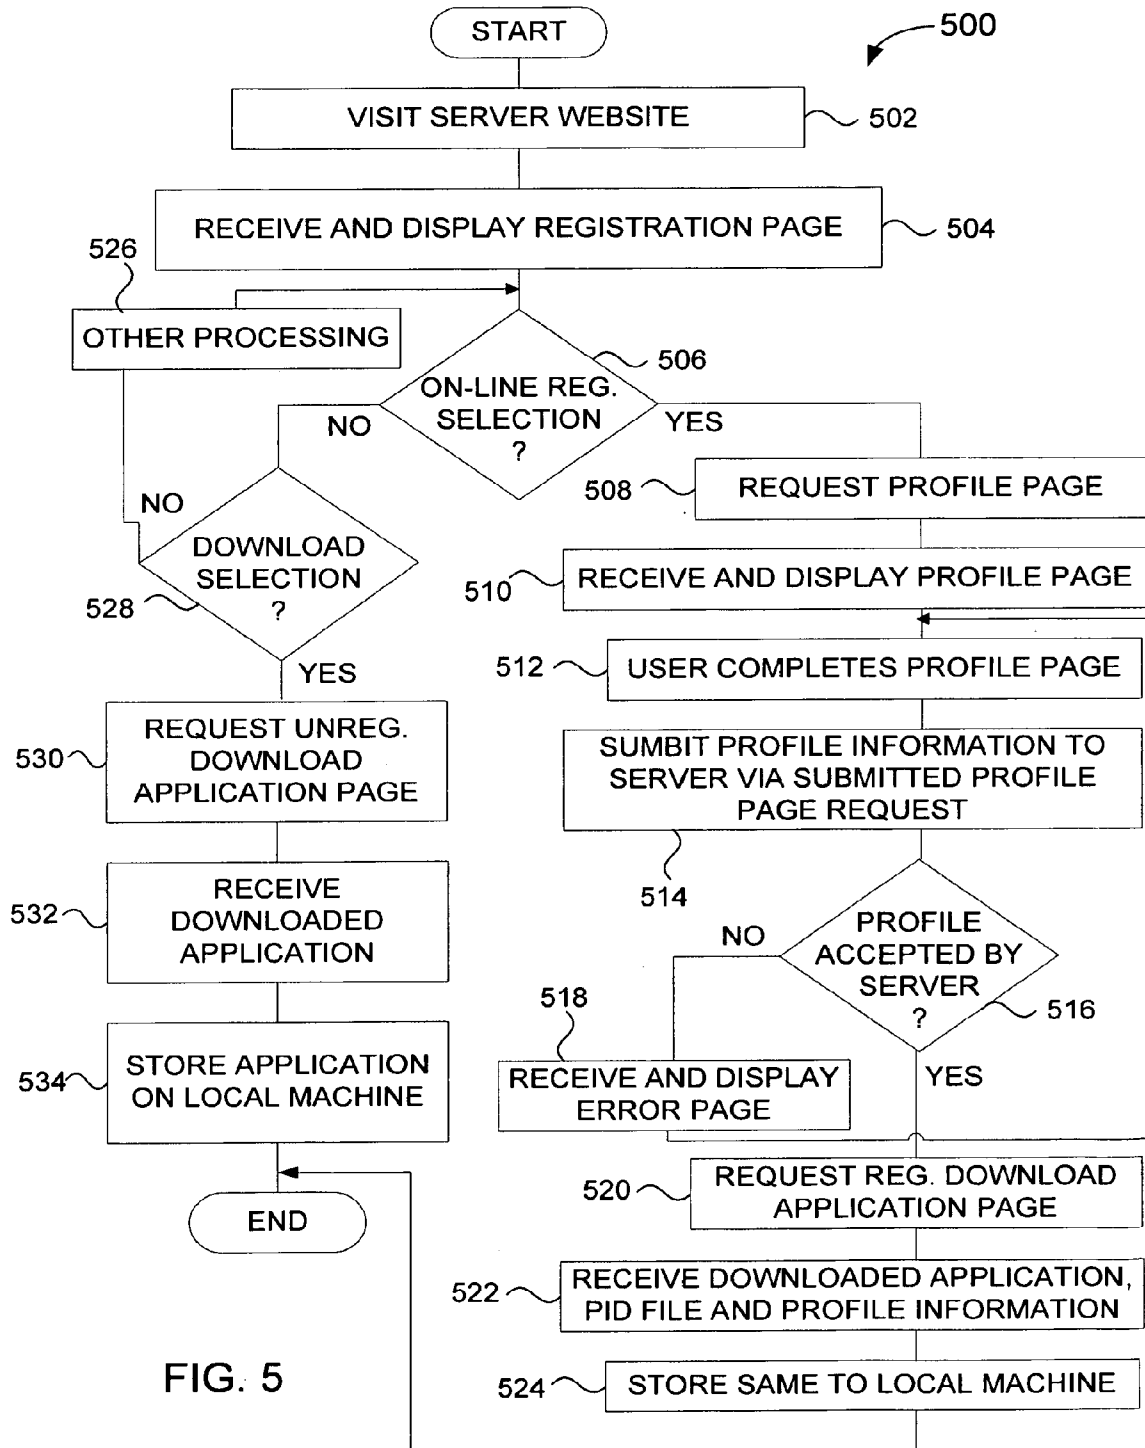 START
500
VISIT SERVER WEBSITE
502
RECEIVE AND DISPLAY REGISTRATION PAGE
504
526
OTHER PROCESSING
506
ON-LINE REG.
SELECTION
?
NO
YES
508
REQUEST PROFILE PAGE
NO
DOWNLOAD
SELECTION
?
528
YES
510
RECEIVE AND DISPLAY PROFILE PAGE
512
USER COMPLETES PROFILE PAGE
530
REQUEST UNREG.
DOWNLOAD
APPLICATION PAGE
SUMBIT PROFILE INFORMATION TO
SERVER VIA SUBMITTED PROFILE
PAGE REQUEST
514
532
RECEIVE
DOWNLOADED
APPLICATION
NO
PROFILE
ACCEPTED BY
SERVER
?
516
518
YES
534
STORE APPLICATION
ON LOCAL MACHINE
RECEIVE AND DISPLAY
ERROR PAGE
520
REQUEST REG. DOWNLOAD
APPLICATION PAGE
END
522
RECEIVE DOWNLOADED APPLICATION,
PID FILE AND PROFILE INFORMATION
524
STORE SAME TO LOCAL MACHINE
FIG. 5